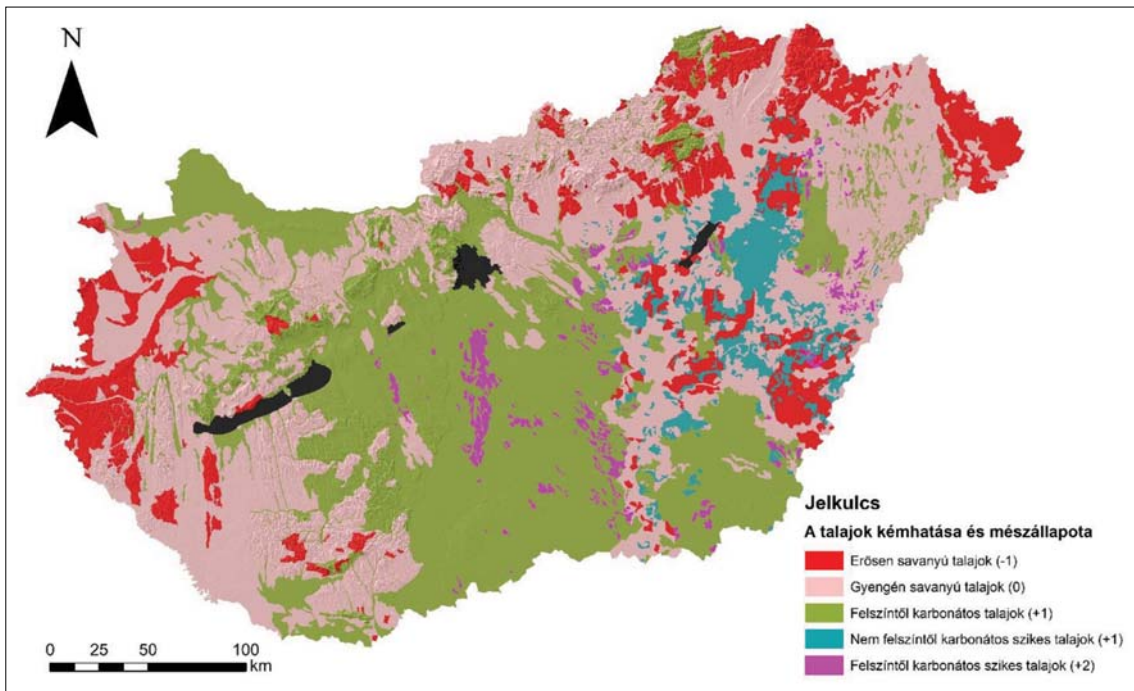 N
Jelkulcs
A talajok kémhatása és mészállapota
Erősen savanyú talajok (-1)
Gyengén savanyú talajok (0)
Felszíntől karbonátos talajok (+1)
Nem felszíntől karbonátos szikes talajok (+1)
Felszíntől karbonátos szikes talajok (+2)
0 25 50 100
km